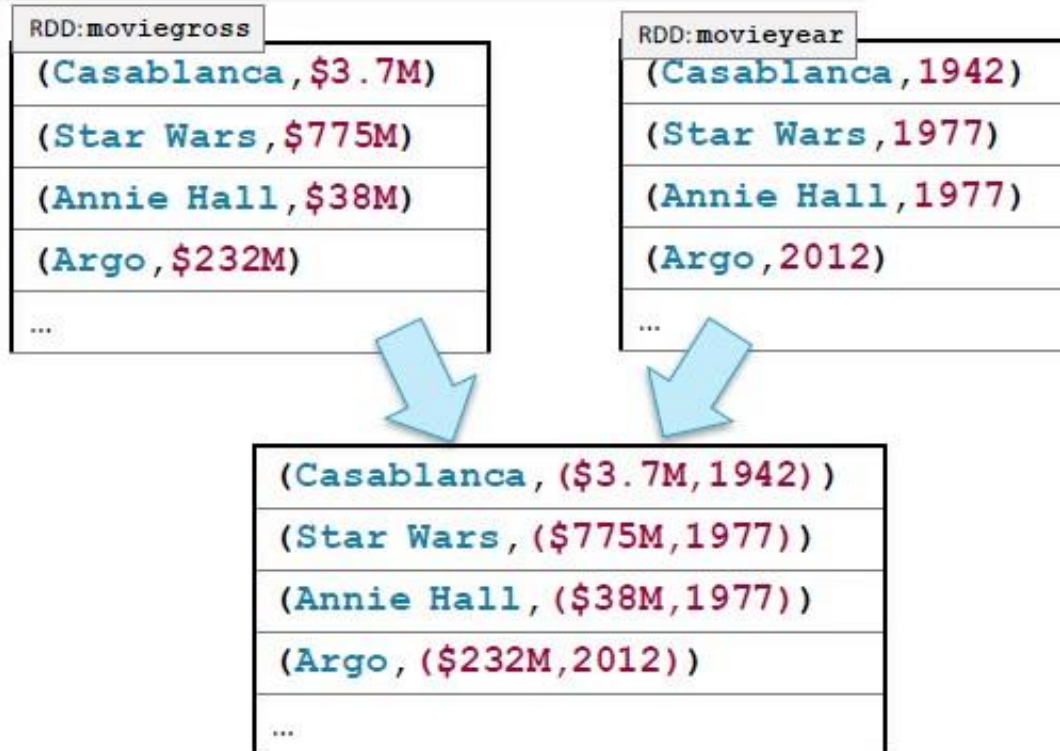 RDD:moviegross
(Casablanca,$3.7M)
(Star Wars,$775M)
(Annie Hall,$38M)
(Argo,$232M)
...
RDD:movieyear
(Casablanca,1942)
(Star Wars,1977)
(Annie Hall,1977)
(Argo,2012)
...
(Casablanca,($3.7M,1942))
(Star Wars,($775M,1977))
(Annie Hall,($38M,1977))
(Argo,($232M,2012))
...